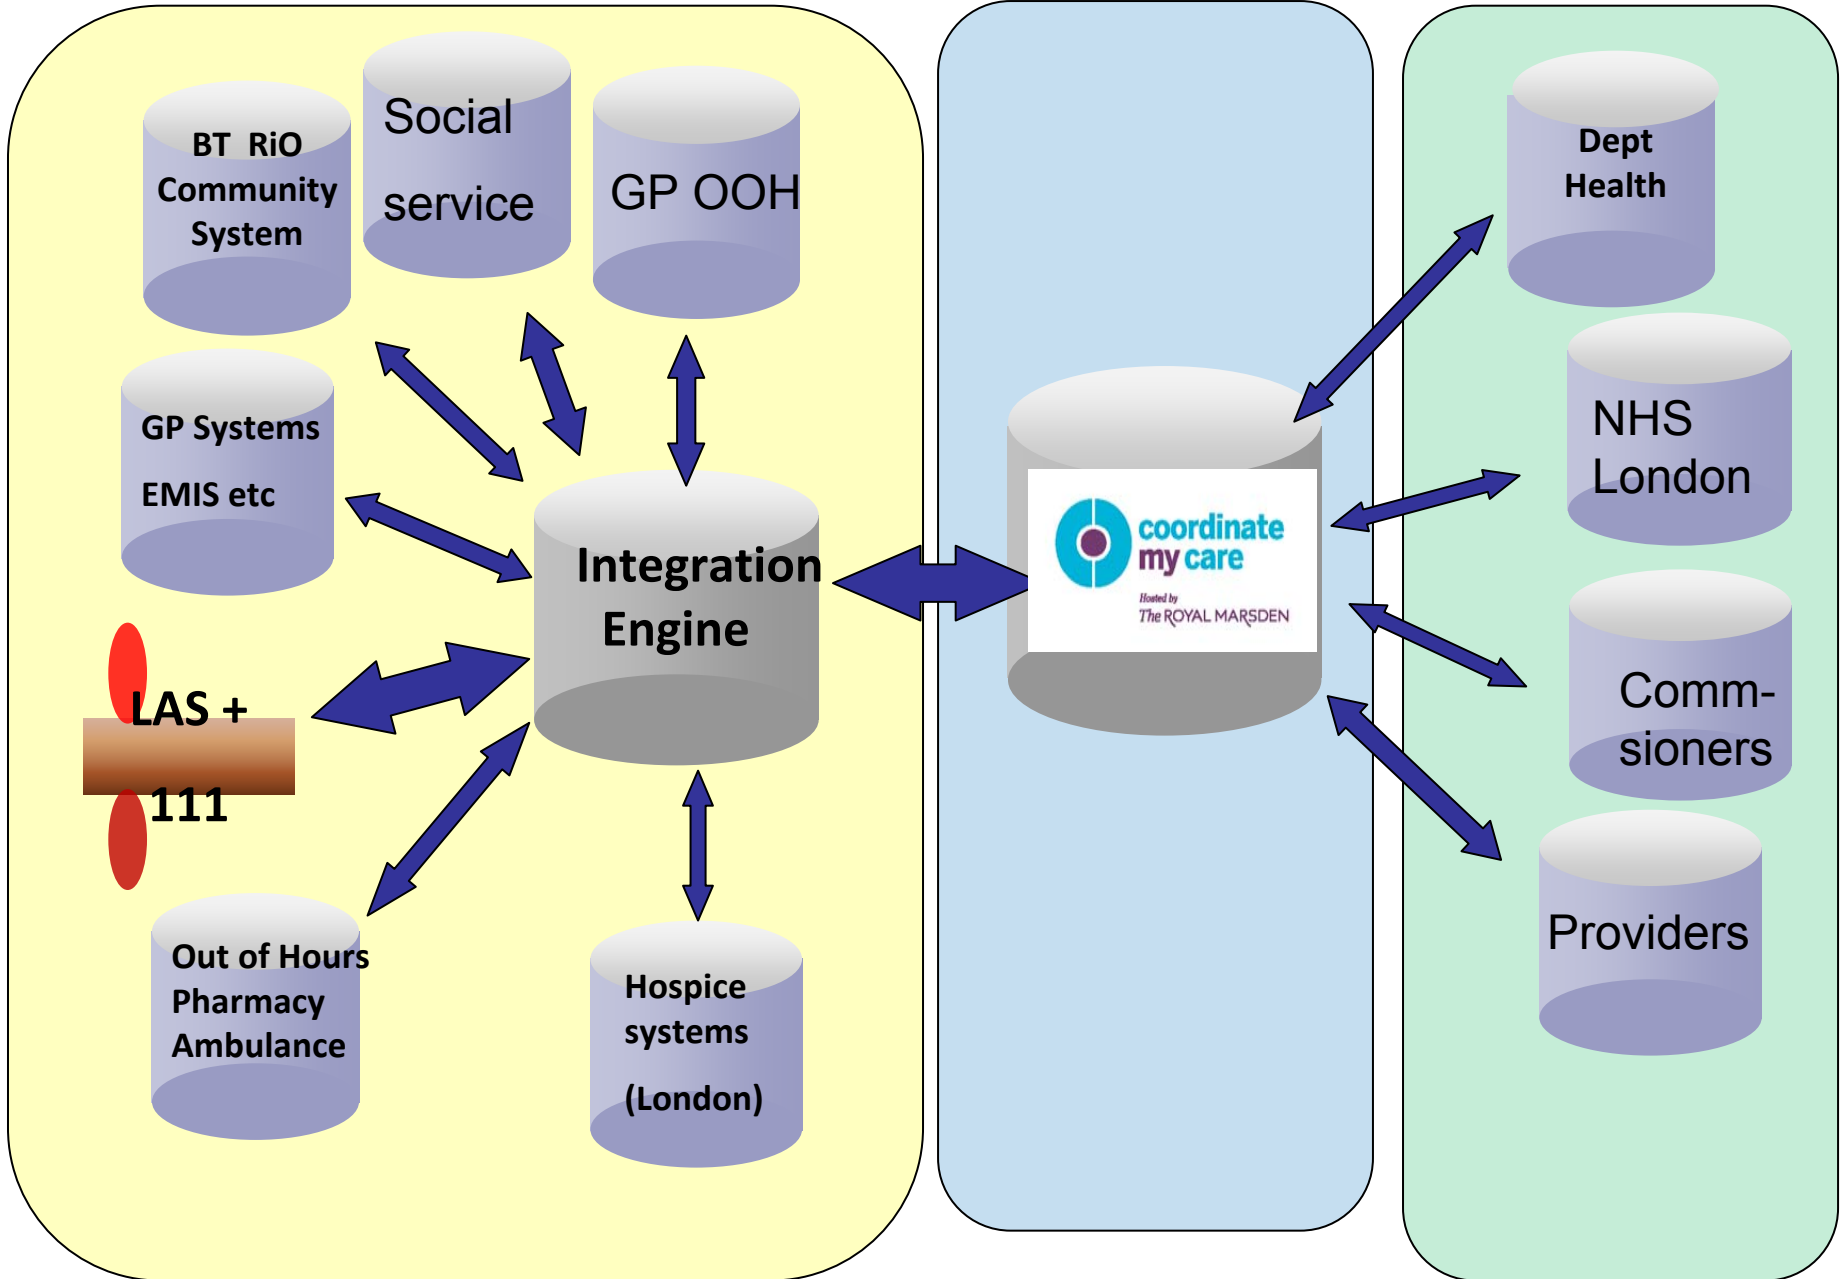 BT RiO
Community
System
Social
service
GP OOH
GP Systems
EMIS etc
Integration
Engine
LAS +
111
Out of Hours
Pharmacy
Ambulance
Hospice
systems
(London)
coordinate
my care
Hosted by
The ROYAL MARSDEN
Dept
Health
NHS
London
Comm-
sioners
Providers